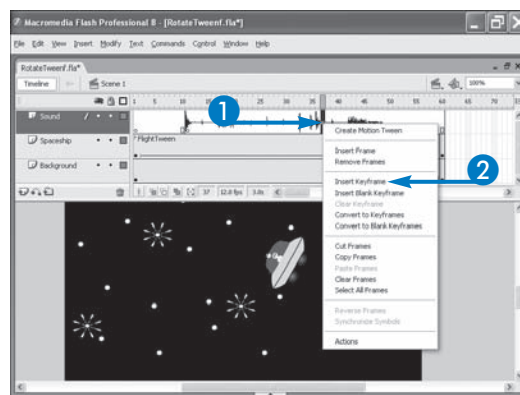 Macromedia Flash Professional 8 - [RotateTweenf.fla*]
File Edit View Insert Modify Text Commands Control Window Help
RotateTweenf.fla*
Timeline Scene 1 100%
1 5 10 15 20 25 30 35 40 45 50 55 60 65 70
Sound
Spaceship FlightTween
Background
37 12.0 fps 3.0s
1
Create Motion Tween
Insert Frame
Remove Frames
Insert Keyframe
2
Insert Blank Keyframe
Clear Keyframe
Convert to Keyframes
Convert to Blank Keyframes
Cut Frames
Copy Frames
Paste Frames
Clear Frames
Select All Frames
Reverse Frames
Synchronize Symbols
Actions